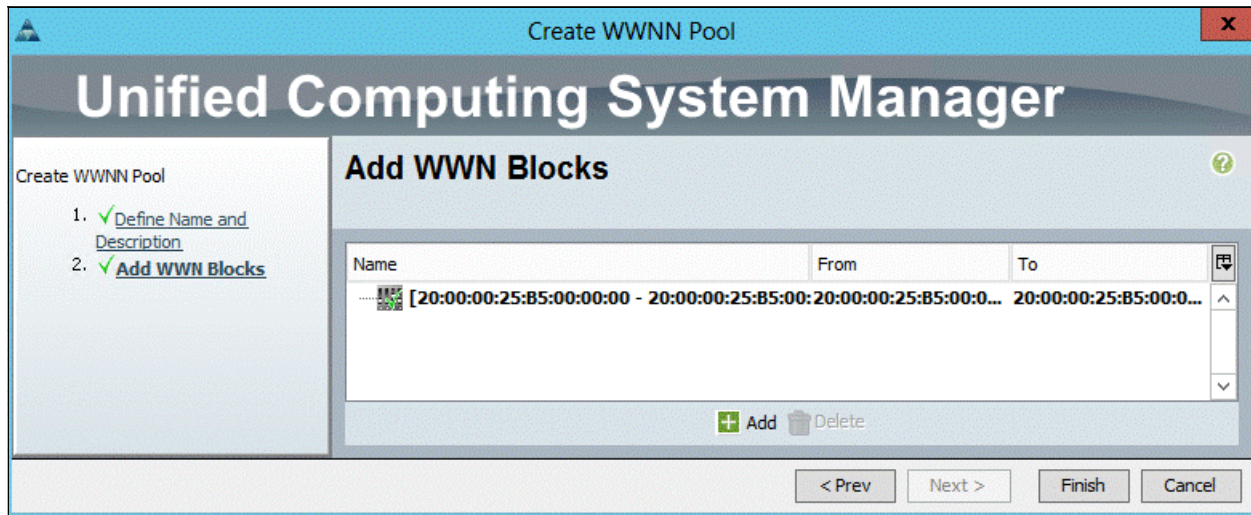 Create WWNN Pool
x
Unified Computing System Manager
Create WWNN Pool
1. Define Name and
Description
2. Add WWN Blocks
Add WWN Blocks
?
Name From To
[20:00:00:25:B5:00:00:00 - 20:00:00:25:B5:00: 20:00:00:25:B5:00:0... 20:00:00:25:B5:00:0...
+ Add Delete
< Prev Next > Finish Cancel